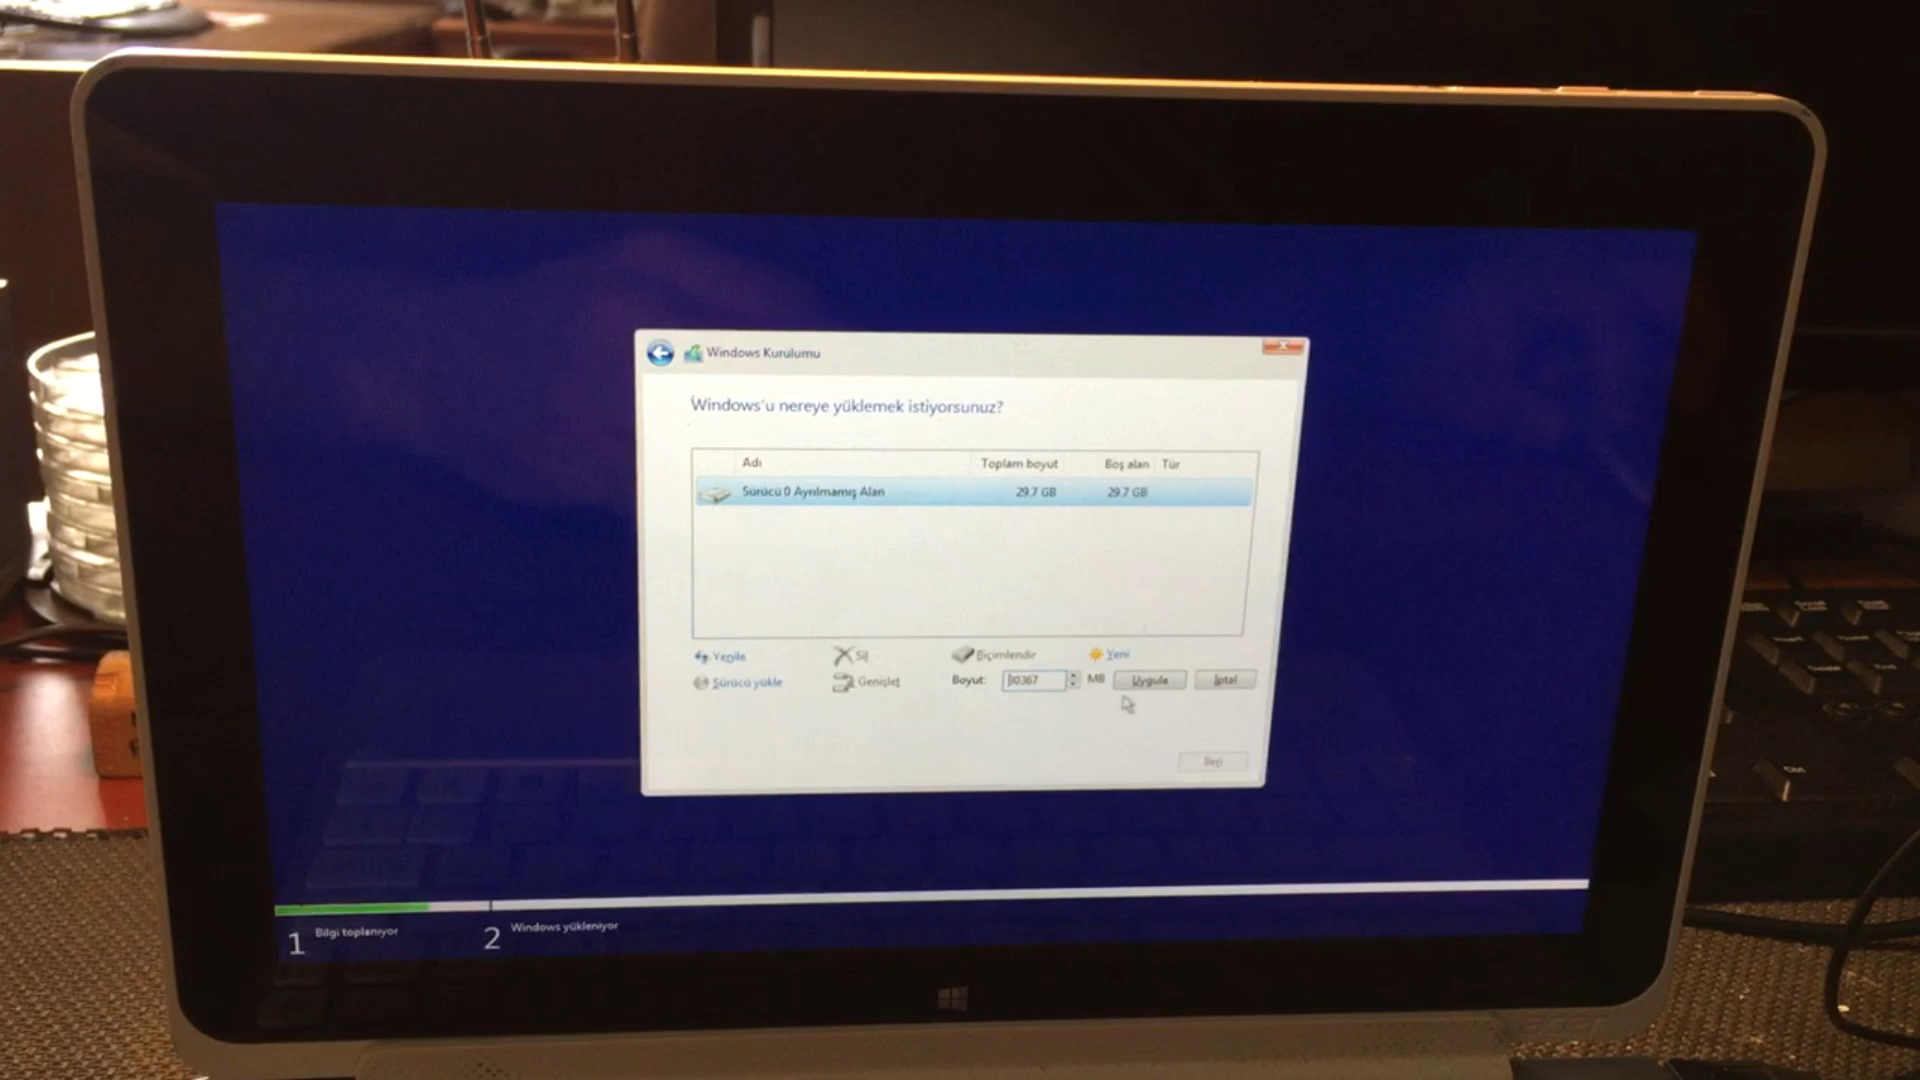 Windows Kurulumu
Windows'u nereye yüklemek istiyorsunuz?
Adı Toplam boyut Boş alan Tür
Sürücü 0 Ayrılmamış Alan 29.7 GB 29.7 GB
Yenile Sil Biçimlendir Yeni
Sürücü yükle Genişlet Boyut: 30367 MB Uygula İptal
İleri
1 Bilgi toplanıyor 2 Windows yükleniyor